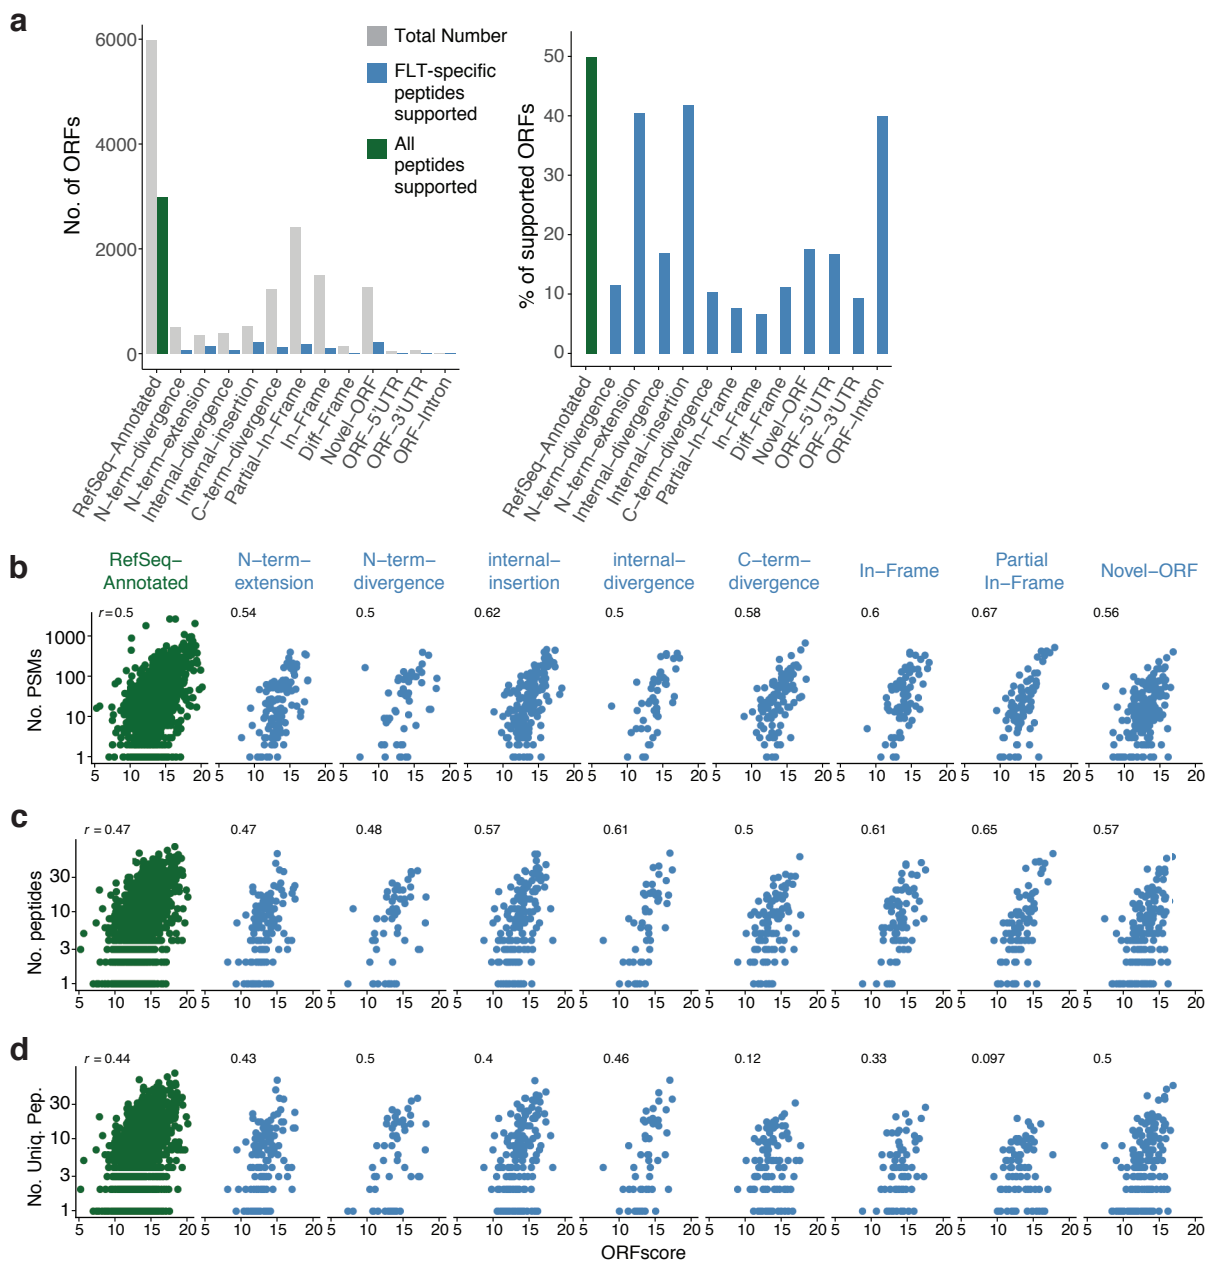 a
6000
4000
2000
0
No. of ORFs
Total Number
FLT-specific
peptides
supported
All
peptides
supported
RefSeq−Annotated
N−term−divergence
N−term−extension
Internal−divergence
Internal−insertion
C−term−divergence
Partial−In−Frame
In−Frame
Diff−Frame
Novel−ORF
ORF−5'UTR
ORF−3'UTR
ORF−Intron
50
40
30
20
10
0
% of supported ORFs
RefSeq−Annotated
N−term−divergence
N−term−extension
Internal−divergence
Internal−insertion
C−term−divergence
Partial−In−Frame
In−Frame
Diff−Frame
Novel−ORF
ORF−5'UTR
ORF−3'UTR
ORF−Intron
b
RefSeq−
Annotated
N−term−
extension
N−term−
divergence
internal−
insertion
internal−
divergence
C−term−
divergence
In−Frame
Partial
In−Frame
Novel−ORF
r=0.5 0.54 0.5 0.62 0.5 0.58 0.6 0.67 0.56
1000
100
10
1
No. PSMs
5 10 15 20 5 10 15 20 5 10 15 20 5 10 15 20 5 10 15 20 5 10 15 20 5 10 15 20 5 10 15 20 5 10 15 20
c
r = 0.47 0.47 0.48 0.57 0.61 0.5 0.61 0.65 0.57
30
10
3
1
No. peptides
5 10 15 20 5 10 15 20 5 10 15 20 5 10 15 20 5 10 15 20 5 10 15 20 5 10 15 20 5 10 15 20 5 10 15 20
d
r = 0.44 0.43 0.5 0.4 0.46 0.12 0.33 0.097 0.5
30
10
3
1
No. Uniq. Pep.
5 10 15 20 5 10 15 20 5 10 15 20 5 10 15 20 5 10 15 20 5 10 15 20 5 10 15 20 5 10 15 20 5 10 15 20
ORFscore